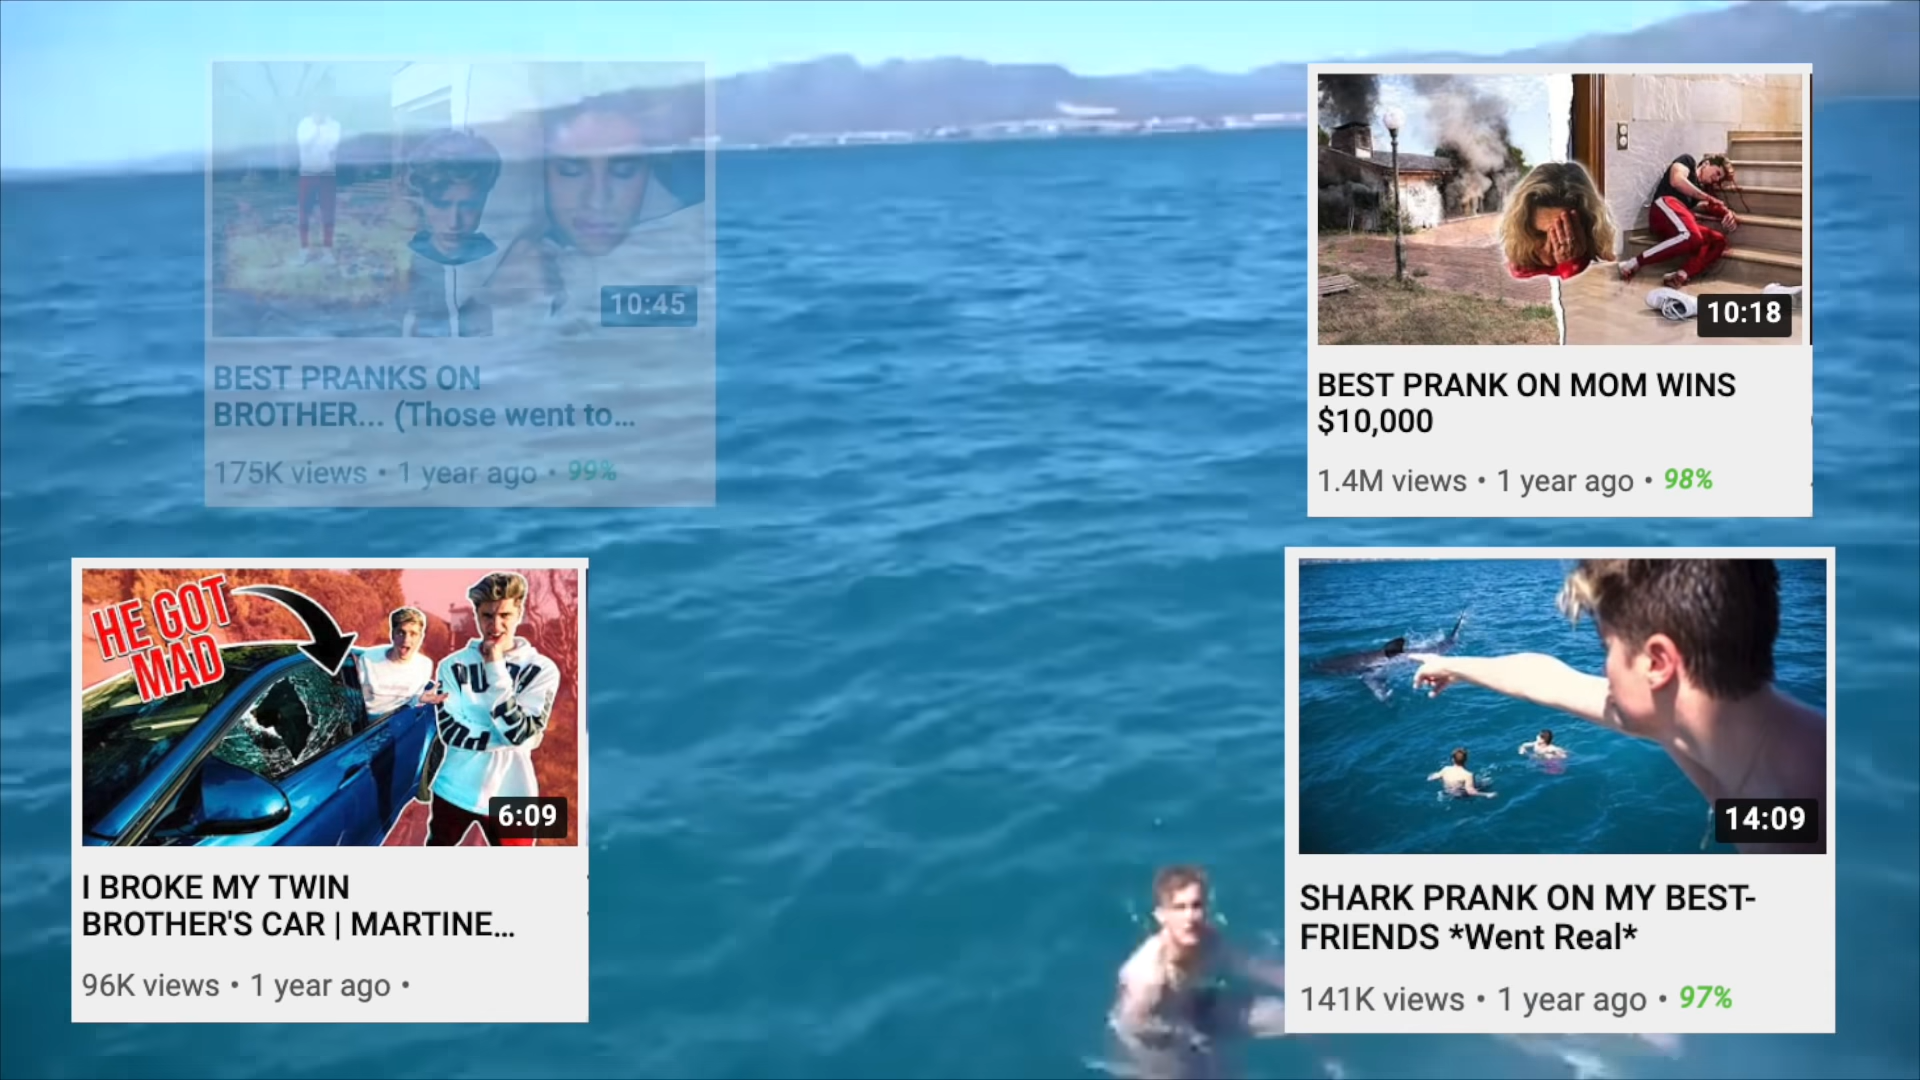 10:45
BEST PRANKS ON
BROTHER... (Those went to...
175K views • 1 year ago • 99%
10:18
BEST PRANK ON MOM WINS
$10,000
1.4M views • 1 year ago • 98%
HE GOT
MAD
PUMA
6:09
I BROKE MY TWIN
BROTHER'S CAR | MARTINE...
96K views • 1 year ago •
14:09
SHARK PRANK ON MY BEST-
FRIENDS *Went Real*
141K views • 1 year ago • 97%